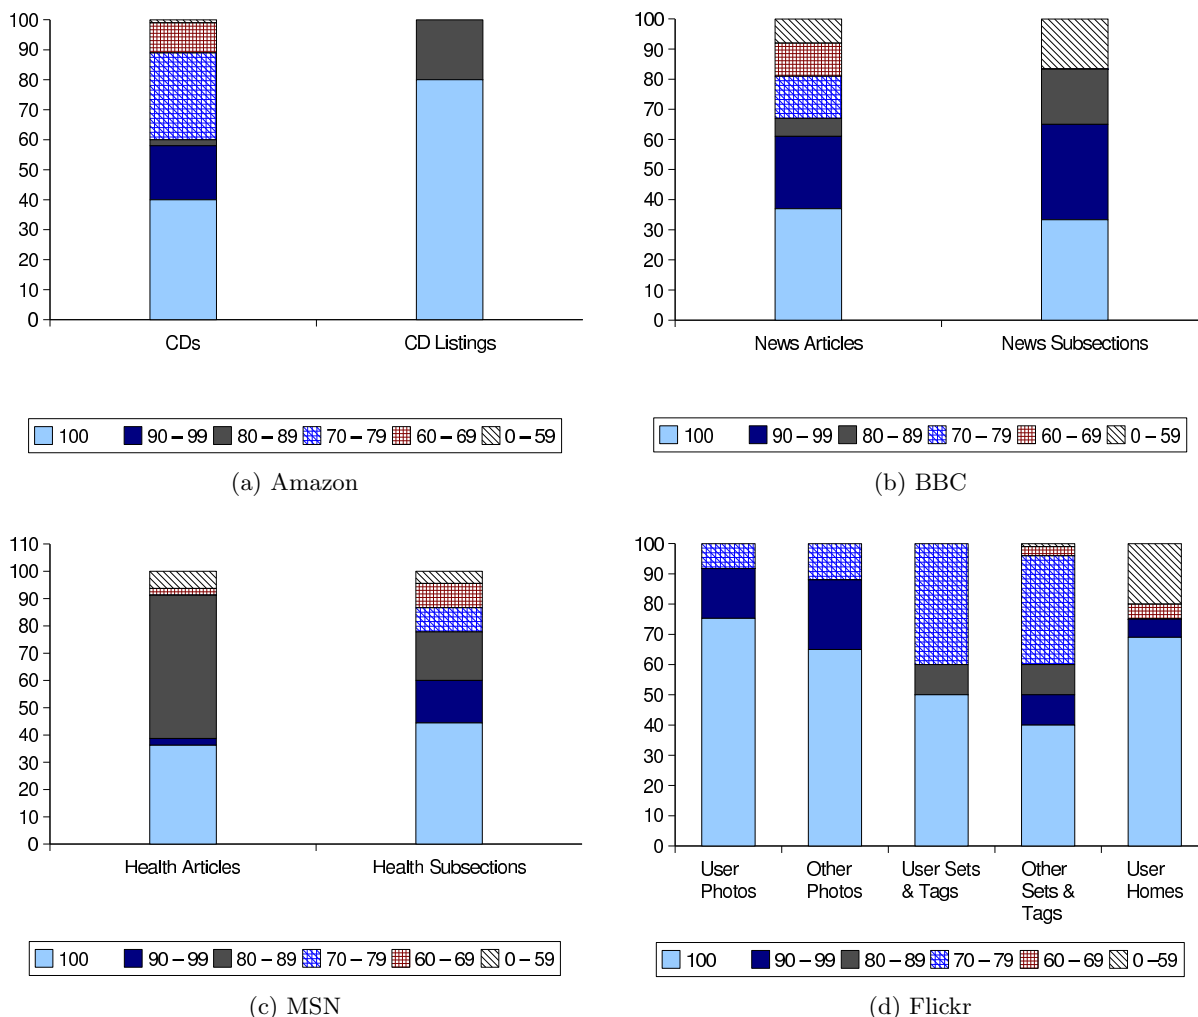 100
90
80
70
60
50
40
30
20
10
0
CDs CD Listings
100 90 – 99 80 – 89 70 – 79 60 – 69 0 – 59
(a) Amazon
100
90
80
70
60
50
40
30
20
10
0
News Articles News Subsections
100 90 – 99 80 – 89 70 – 79 60 – 69 0 – 59
(b) BBC
110
100
90
80
70
60
50
40
30
20
10
0
Health Articles Health Subsections
100 90 – 99 80 – 89 70 – 79 60 – 69 0 – 59
(c) MSN
100
90
80
70
60
50
40
30
20
10
0
User Photos
Other Photos
User Sets & Tags
Other Sets & Tags
User Homes
100 90 – 99 80 – 89 70 – 79 60 – 69 0 – 59
(d) Flickr